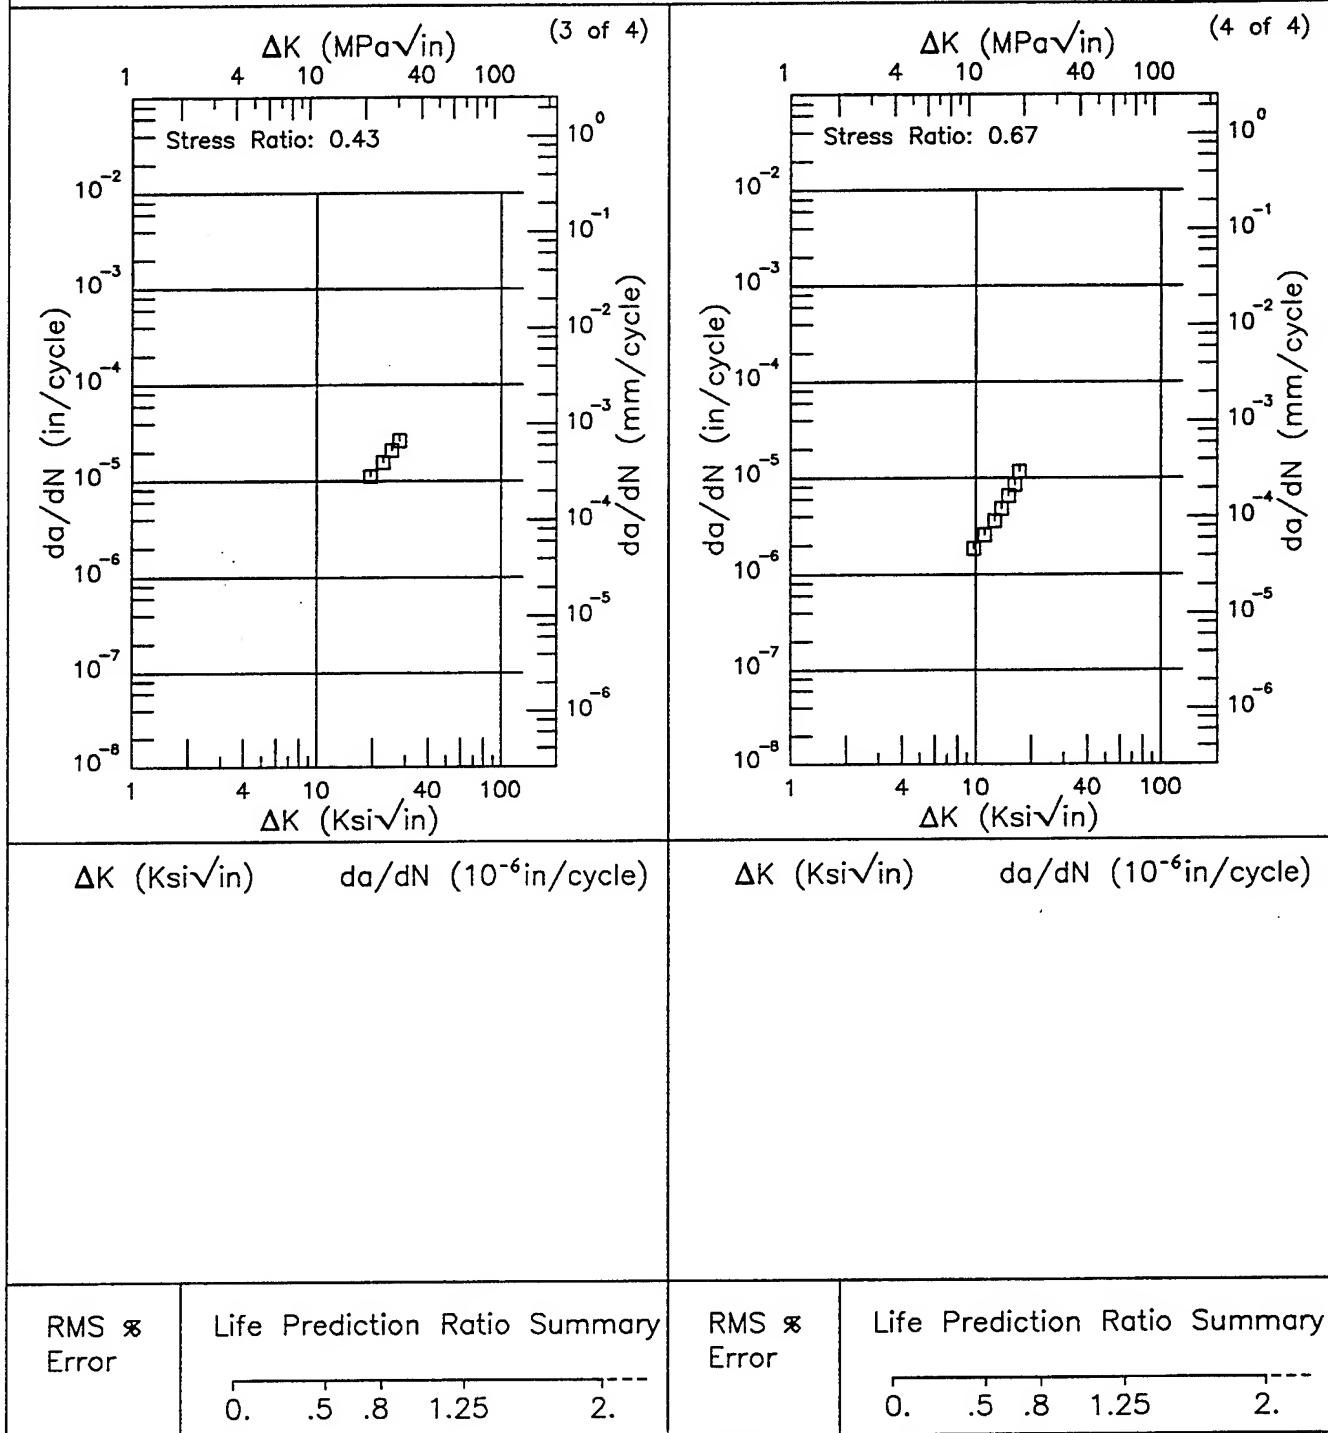 (3 of 4)
ΔK (MPa√in)
1 4 10 40 100
Stress Ratio: 0.43
10⁰
10⁻¹
10⁻²
10⁻³
10⁻⁴
10⁻⁵
10⁻⁶
da/dN (mm/cycle)
10⁻²
10⁻³
10⁻⁴
10⁻⁵
10⁻⁶
10⁻⁷
10⁻⁸
da/dN (in/cycle)
1 4 10 40 100
ΔK (Ksi√in)
(4 of 4)
ΔK (MPa√in)
1 4 10 40 100
Stress Ratio: 0.67
10⁰
10⁻¹
10⁻²
10⁻³
10⁻⁴
10⁻⁵
10⁻⁶
da/dN (mm/cycle)
10⁻²
10⁻³
10⁻⁴
10⁻⁵
10⁻⁶
10⁻⁷
10⁻⁸
da/dN (in/cycle)
1 4 10 40 100
ΔK (Ksi√in)
ΔK (Ksi√in) da/dN (10⁻⁶in/cycle)
ΔK (Ksi√in) da/dN (10⁻⁶in/cycle)
RMS %
Error
Life Prediction Ratio Summary
0. .5 .8 1.25 2.
RMS %
Error
Life Prediction Ratio Summary
0. .5 .8 1.25 2.